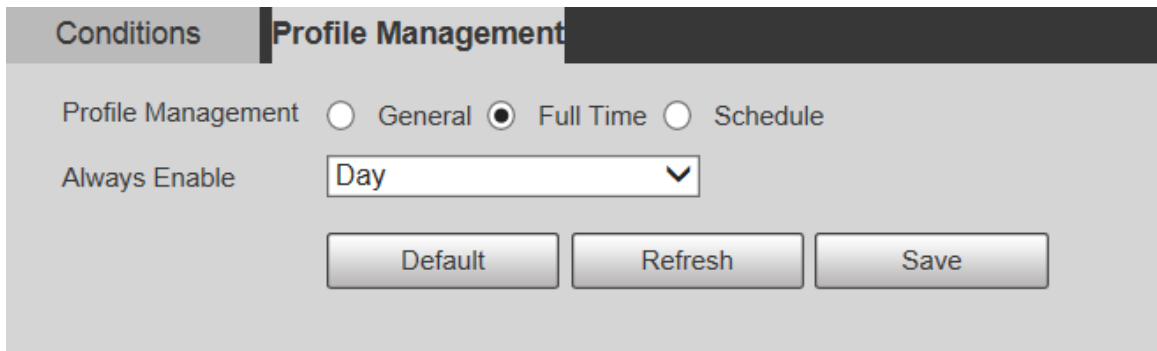 Conditions Profile Management
Profile Management General Full Time Schedule
Always Enable Day
Default Refresh Save